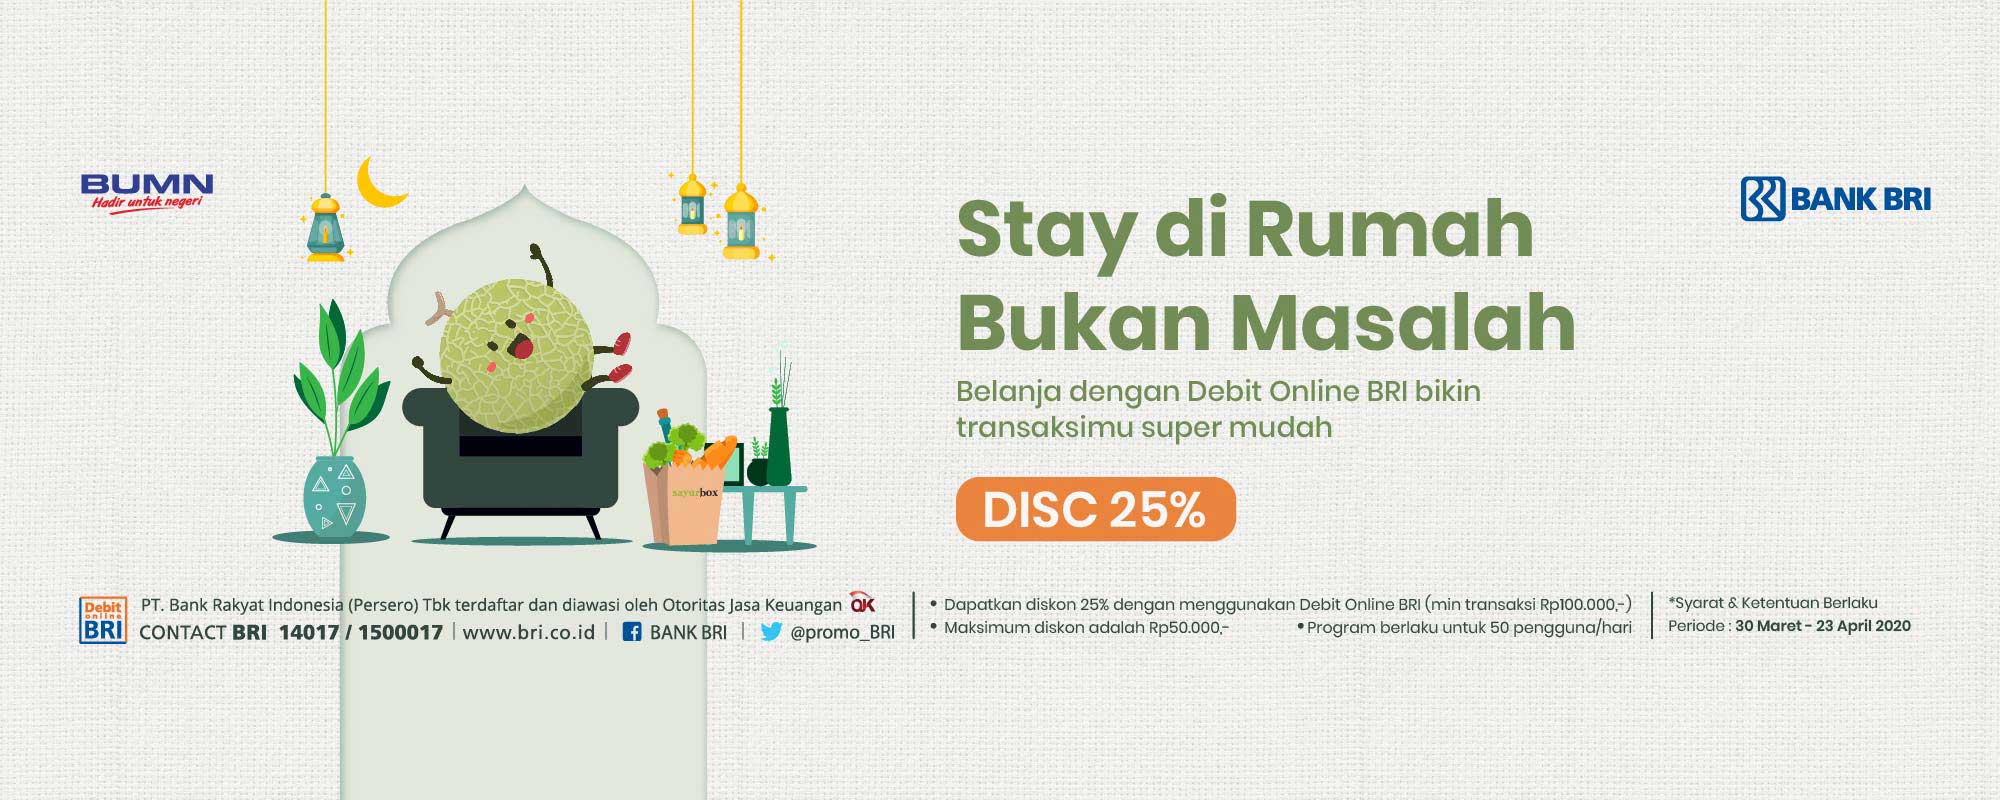 BUMN
Hadir untuk negeri
BANK BRI
Stay di Rumah
Bukan Masalah
Belanja dengan Debit Online BRI bikin
transaksimu super mudah
DISC 25%
sayurbox
Debit
online
BRI
PT. Bank Rakyat Indonesia (Persero) Tbk terdaftar dan diawasi oleh Otoritas Jasa Keuangan OJK
CONTACT BRI 14017 / 1500017 | www.bri.co.id | BANK BRI | @promo_BRI
• Dapatkan diskon 25% dengan menggunakan Debit Online BRI (min transaksi Rp100.000,-)
• Maksimum diskon adalah Rp50.000,- • Program berlaku untuk 50 pengguna/hari
*Syarat & Ketentuan Berlaku
Periode : 30 Maret - 23 April 2020